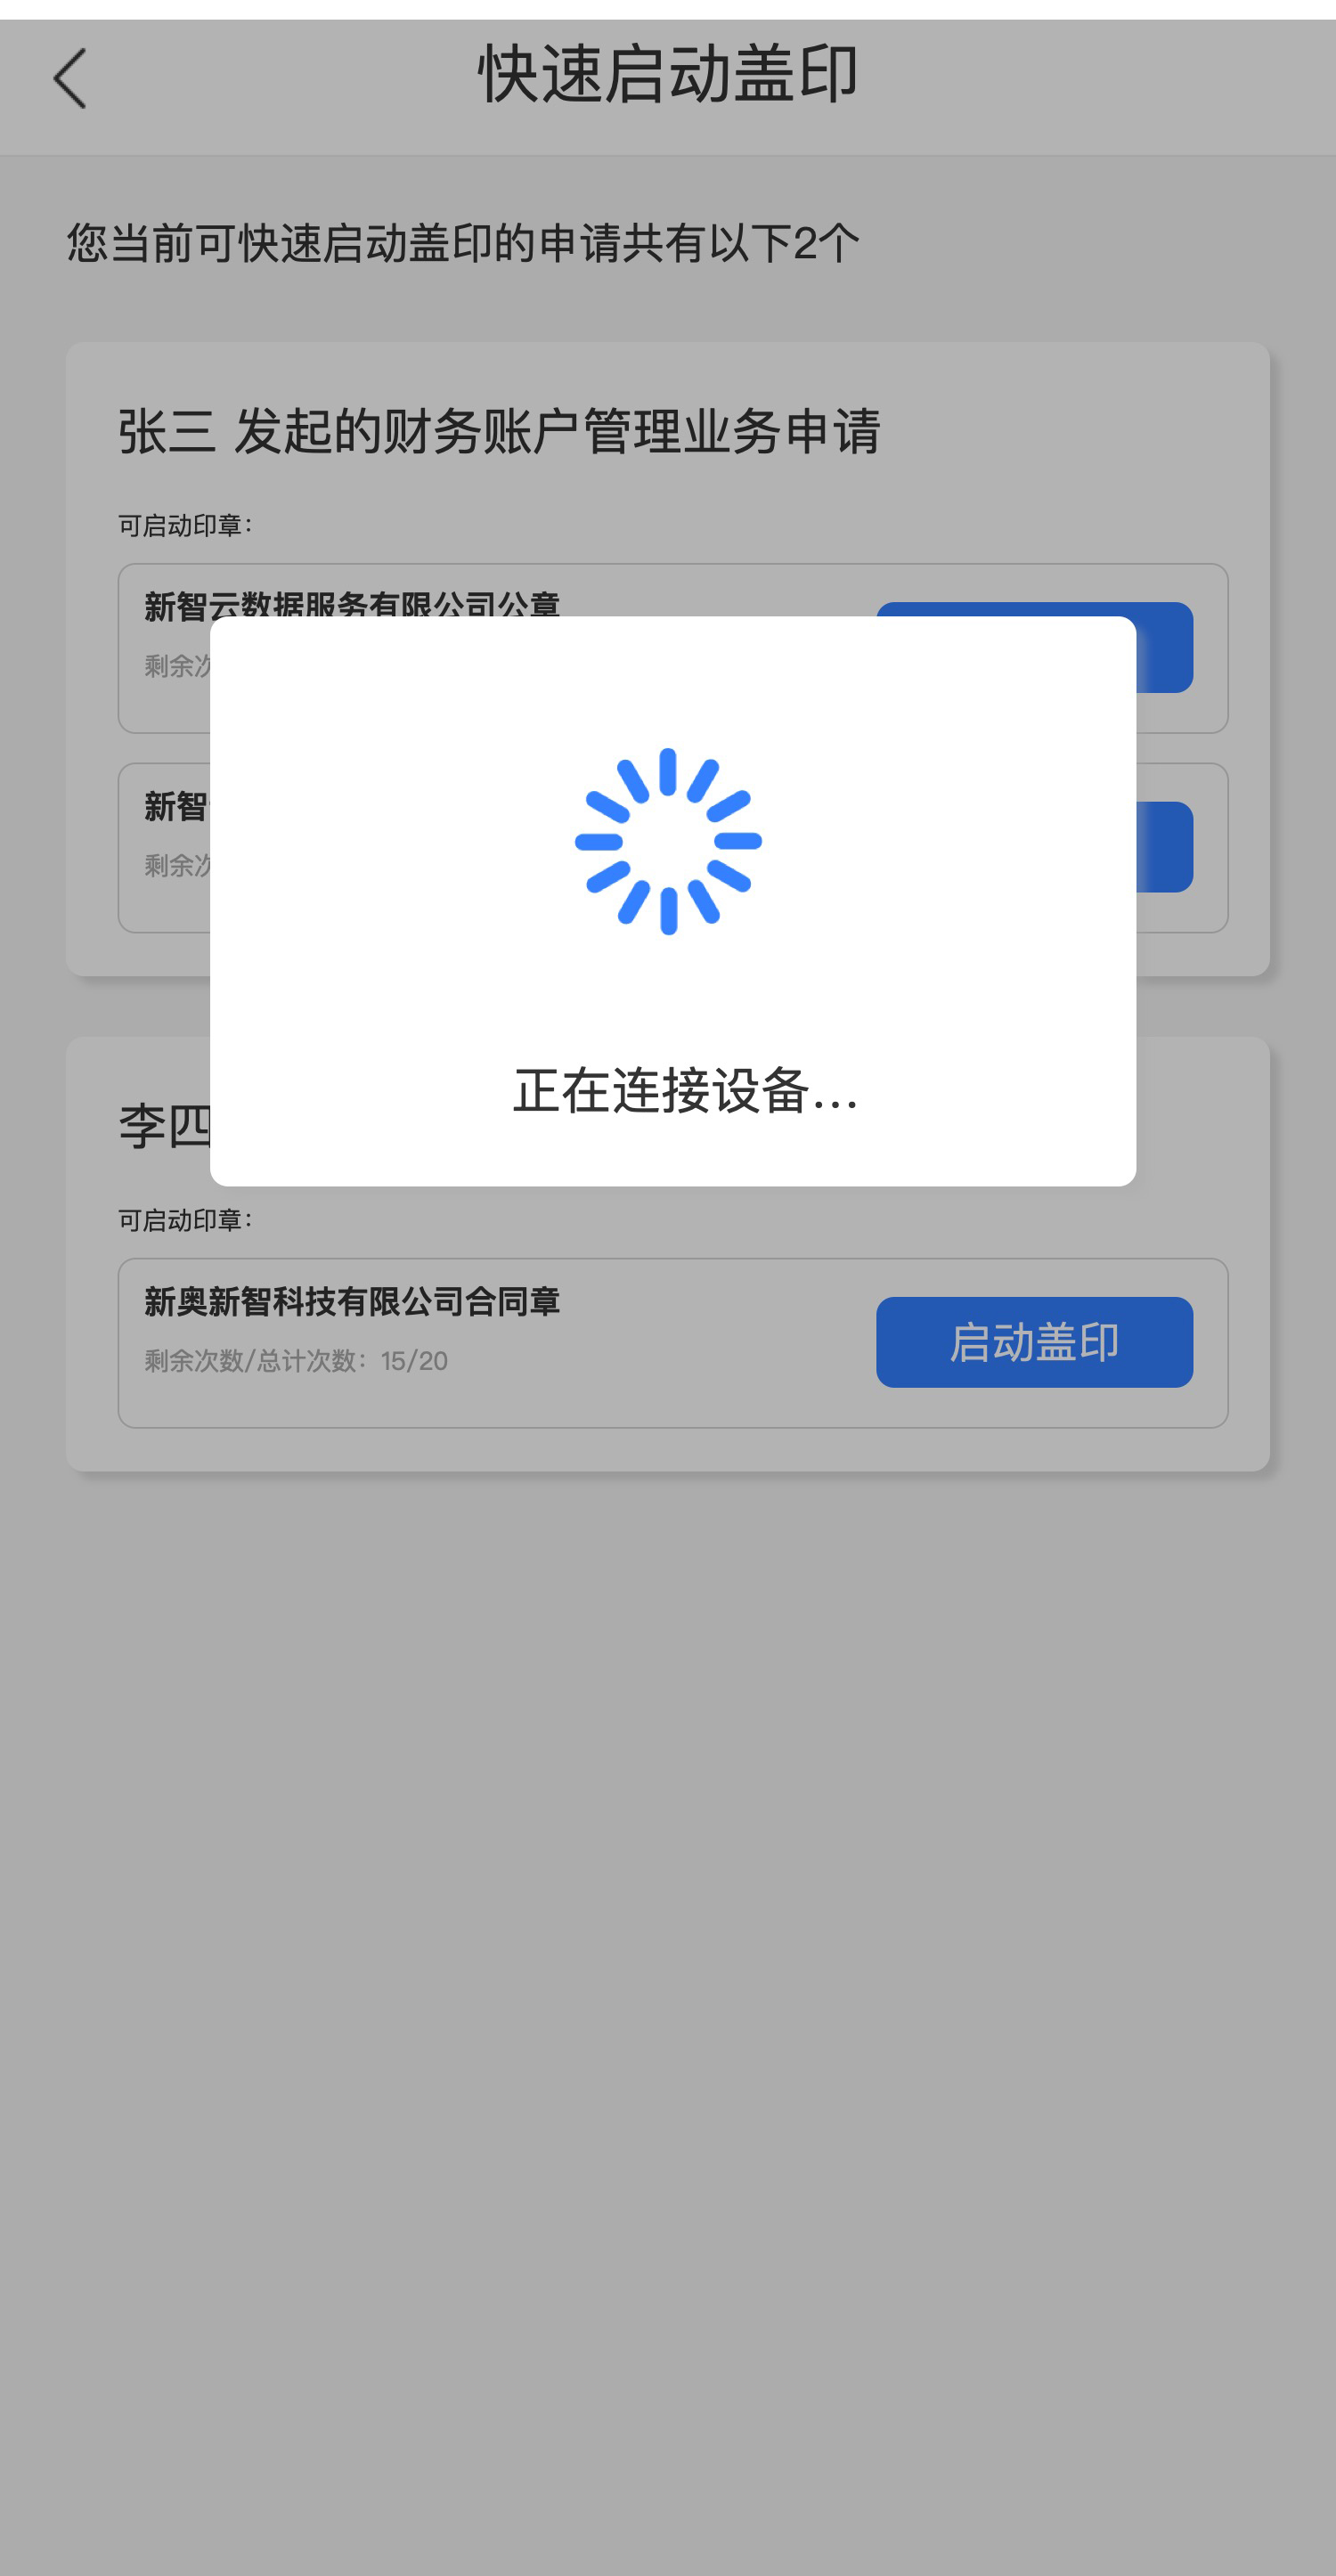 快速启动盖印
您当前可快速启动盖印的申请共有以下2个
张三 发起的财务账户管理业务申请
可启动印章：
新智云数据服务有限公司公章
剩余次
新智
剩余次
正在连接设备...
李四
可启动印章：
新奥新智科技有限公司合同章
剩余次数/总计次数：15/20
启动盖印